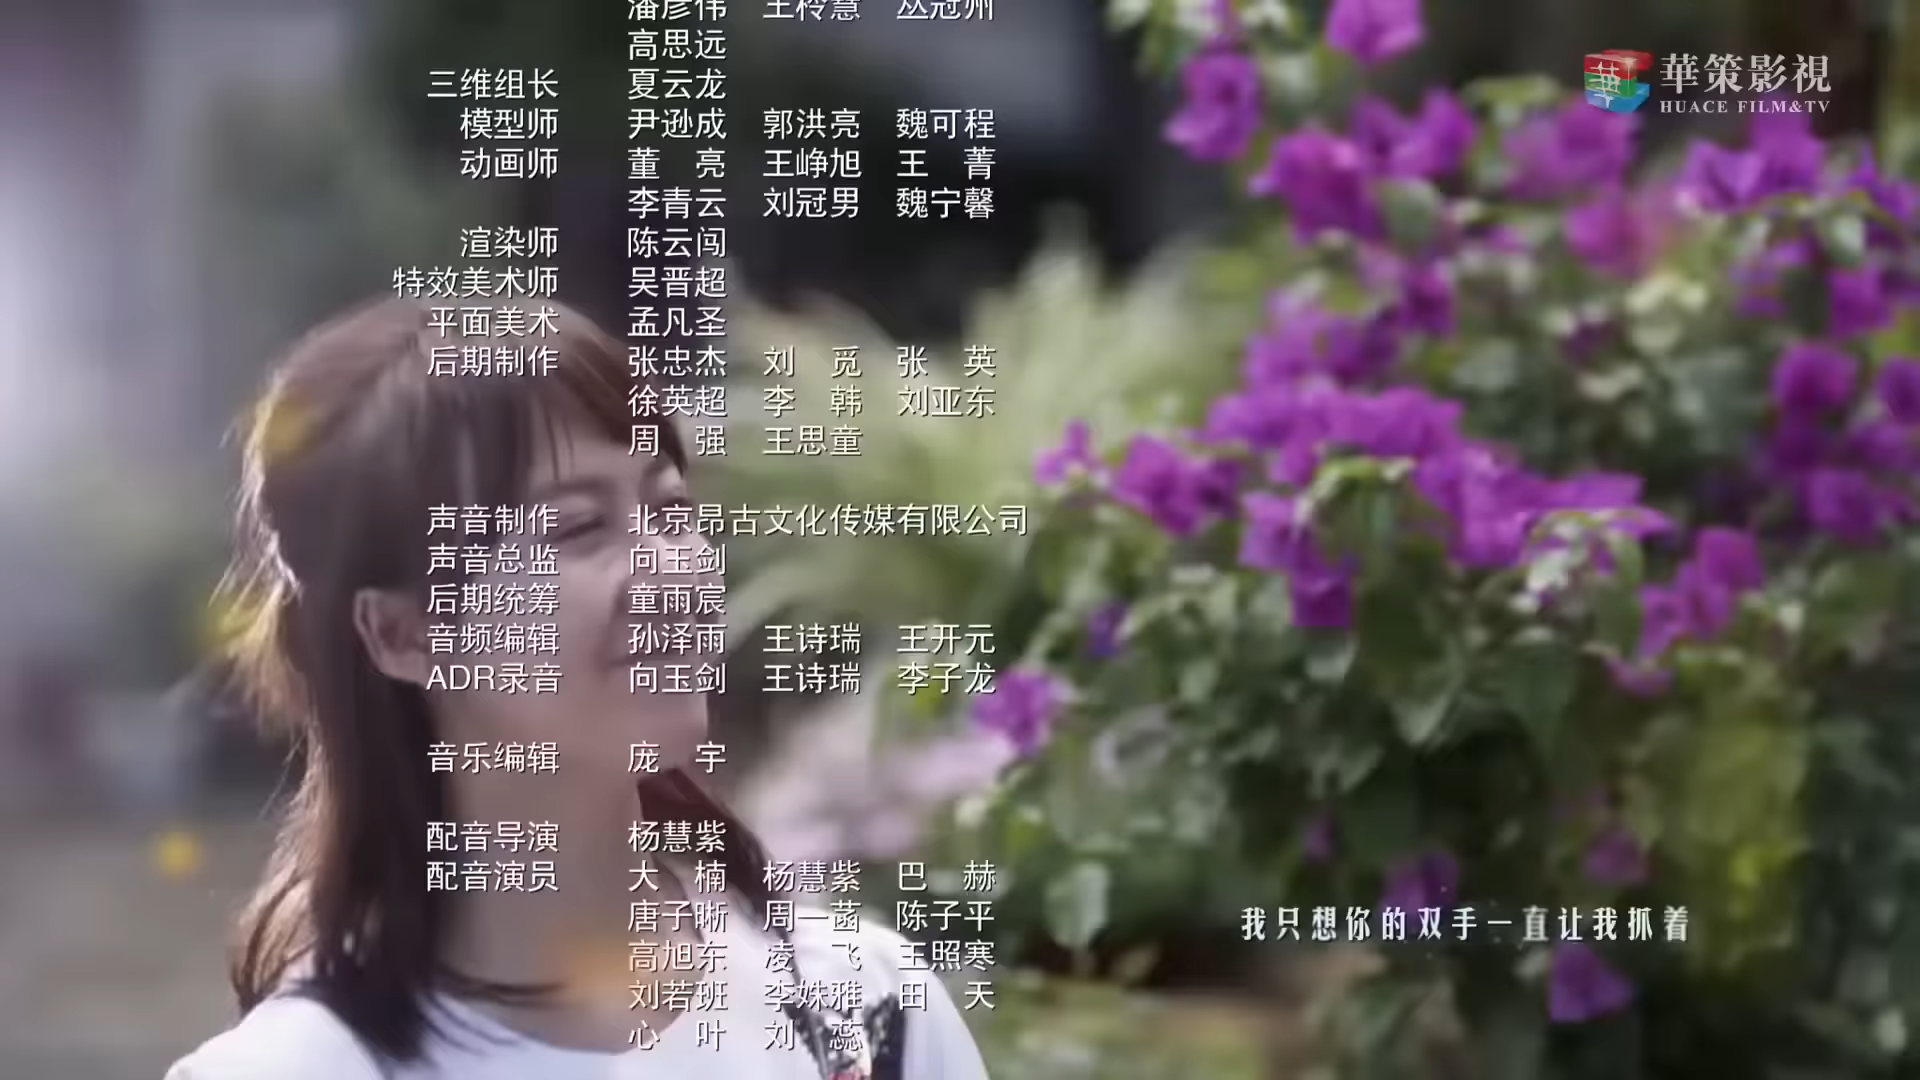 潘彦伟 王柃慧 丛冠州
高思远
三维组长 夏云龙
模型师 尹逊成 郭洪亮 魏可程
动画师 董 亮 王峥旭 王 菁
李青云 刘冠男 魏宁馨
渲染师 陈云闯
特效美术师 吴晋超
平面美术 孟凡圣
后期制作 张忠杰 刘 觅 张 英
徐英超 李 韩 刘亚东
周 强 王思童
声音制作 北京昂古文化传媒有限公司
声音总监 向玉剑
后期统筹 童雨宸
音频编辑 孙泽雨 王诗瑞 王开元
ADR录音 向玉剑 王诗瑞 李子龙
音乐编辑 庞 宇
配音导演 杨慧紫
配音演员 大 楠 杨慧紫 巴 赫
唐子晰 周一菡 陈子平
高旭东 凌 飞 王照寒
刘若班 李姝雅 田 天
心 叶 刘 蕊
華策影視
HUACE FILM&TV
我只想你的双手一直让我抓着